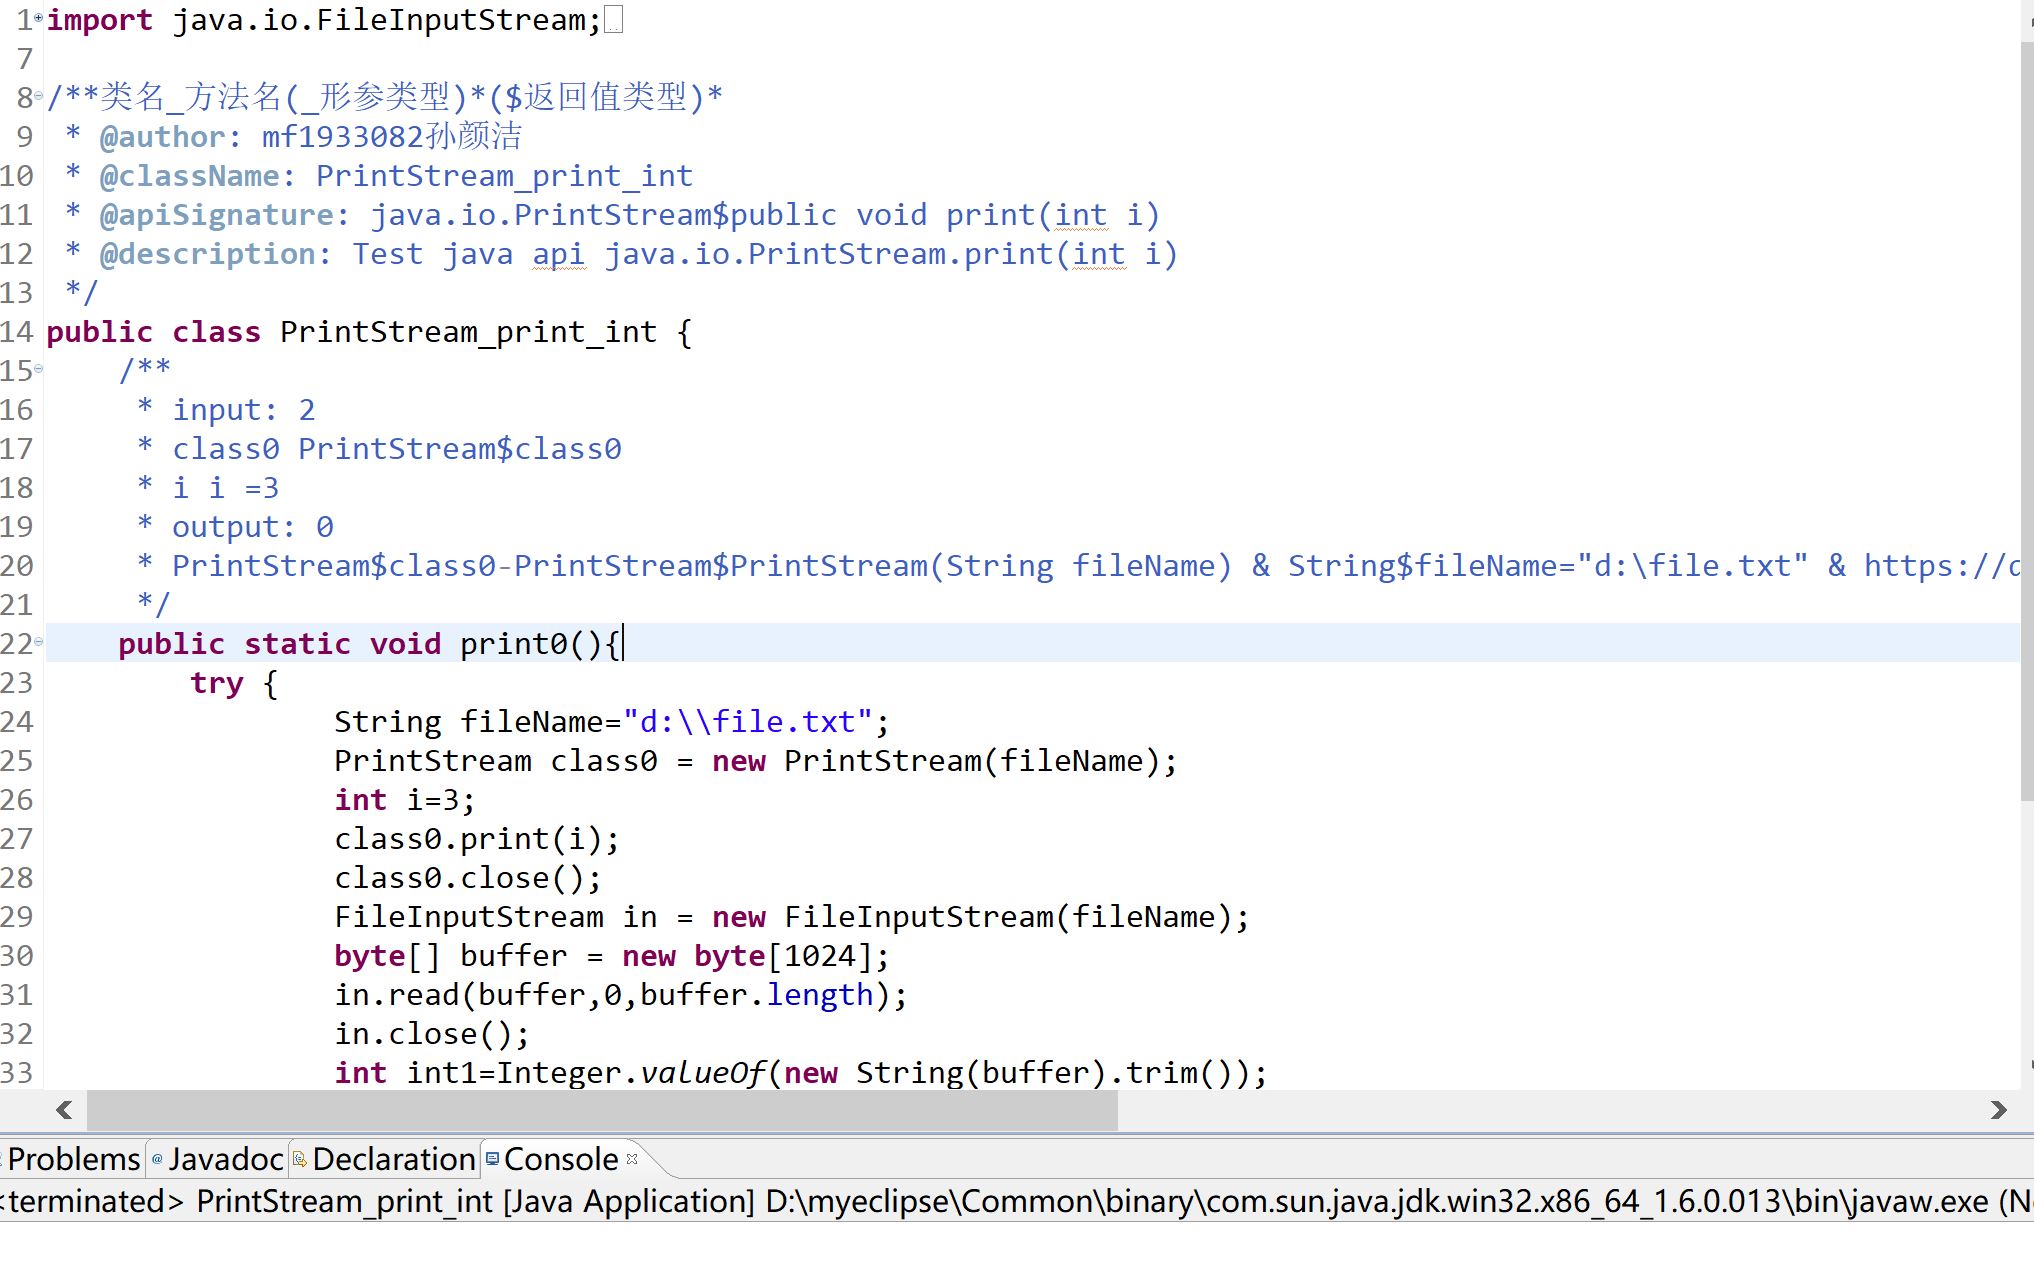 1 import java.io.FileInputStream;
7
8 /**类名_方法名(_形参类型)*($返回值类型)*
9 * @author: mf1933082孙颜洁
10 * @className: PrintStream_print_int
11 * @apiSignature: java.io.PrintStream$public void print(int i)
12 * @description: Test java api java.io.PrintStream.print(int i)
13 */
14 public class PrintStream_print_int {
15 /**
16 * input: 2
17 * class0 PrintStream$class0
18 * i i =3
19 * output: 0
20 * PrintStream$class0-PrintStream$PrintStream(String fileName) & String$fileName="d:\file.txt" & https://
21 */
22 public static void print0(){
23 try {
24 String fileName="d:\\file.txt";
25 PrintStream class0 = new PrintStream(fileName);
26 int i=3;
27 class0.print(i);
28 class0.close();
29 FileInputStream in = new FileInputStream(fileName);
30 byte[] buffer = new byte[1024];
31 in.read(buffer,0,buffer.length);
32 in.close();
33 int int1=Integer.valueOf(new String(buffer).trim());
Problems @ Javadoc Declaration Console
<terminated> PrintStream_print_int [Java Application] D:\myeclipse\Common\binary\com.sun.java.jdk.win32.x86_64_1.6.0.013\bin\javaw.exe (N